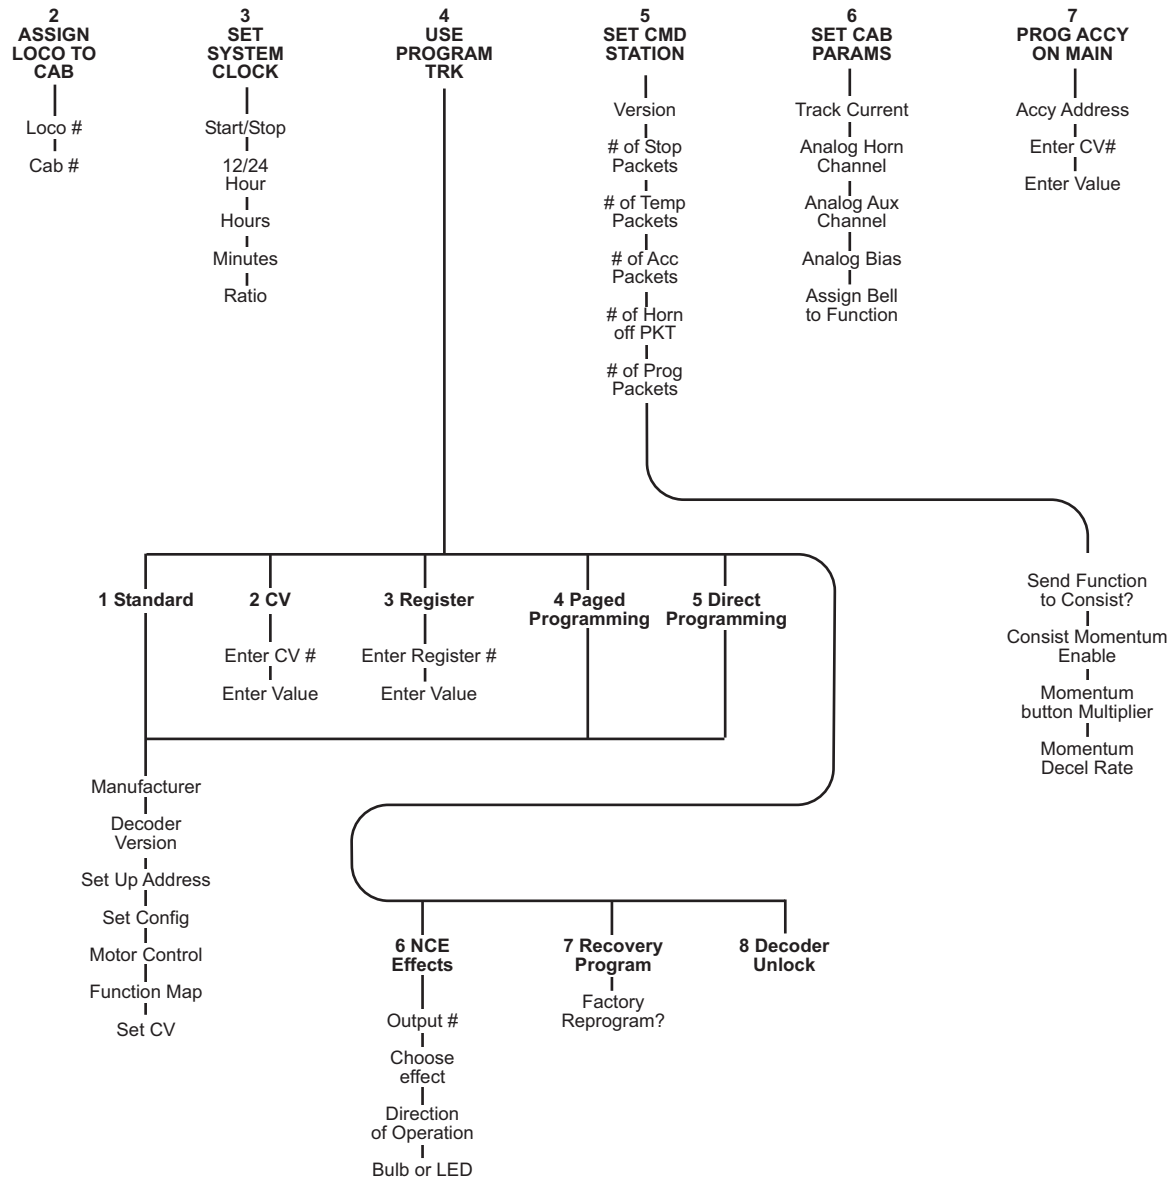 2
ASSIGN
LOCO TO
CAB
Loco #
Cab #
3
SET
SYSTEM
CLOCK
Start/Stop
12/24
Hour
Hours
Minutes
Ratio
4
USE
PROGRAM
TRK
5
SET CMD
STATION
Version
# of Stop
Packets
# of Temp
Packets
# of Acc
Packets
# of Horn
off PKT
# of Prog
Packets
6
SET CAB
PARAMS
Track Current
Analog Horn
Channel
Analog Aux
Channel
Analog Bias
Assign Bell
to Function
7
PROG ACCY
ON MAIN
Accy Address
Enter CV#
Enter Value
Send Function
to Consist?
Consist Momentum
Enable
Momentum
button Multiplier
Momentum
Decel Rate
1 Standard
2 CV
Enter CV #
Enter Value
3 Register
Enter Register #
Enter Value
4 Paged
Programming
5 Direct
Programming
Manufacturer
Decoder
Version
Set Up Address
Set Config
Motor Control
Function Map
Set CV
6 NCE
Effects
Output #
Choose
effect
Direction
of Operation
Bulb or LED
7 Recovery
Program
Factory
Reprogram?
8 Decoder
Unlock